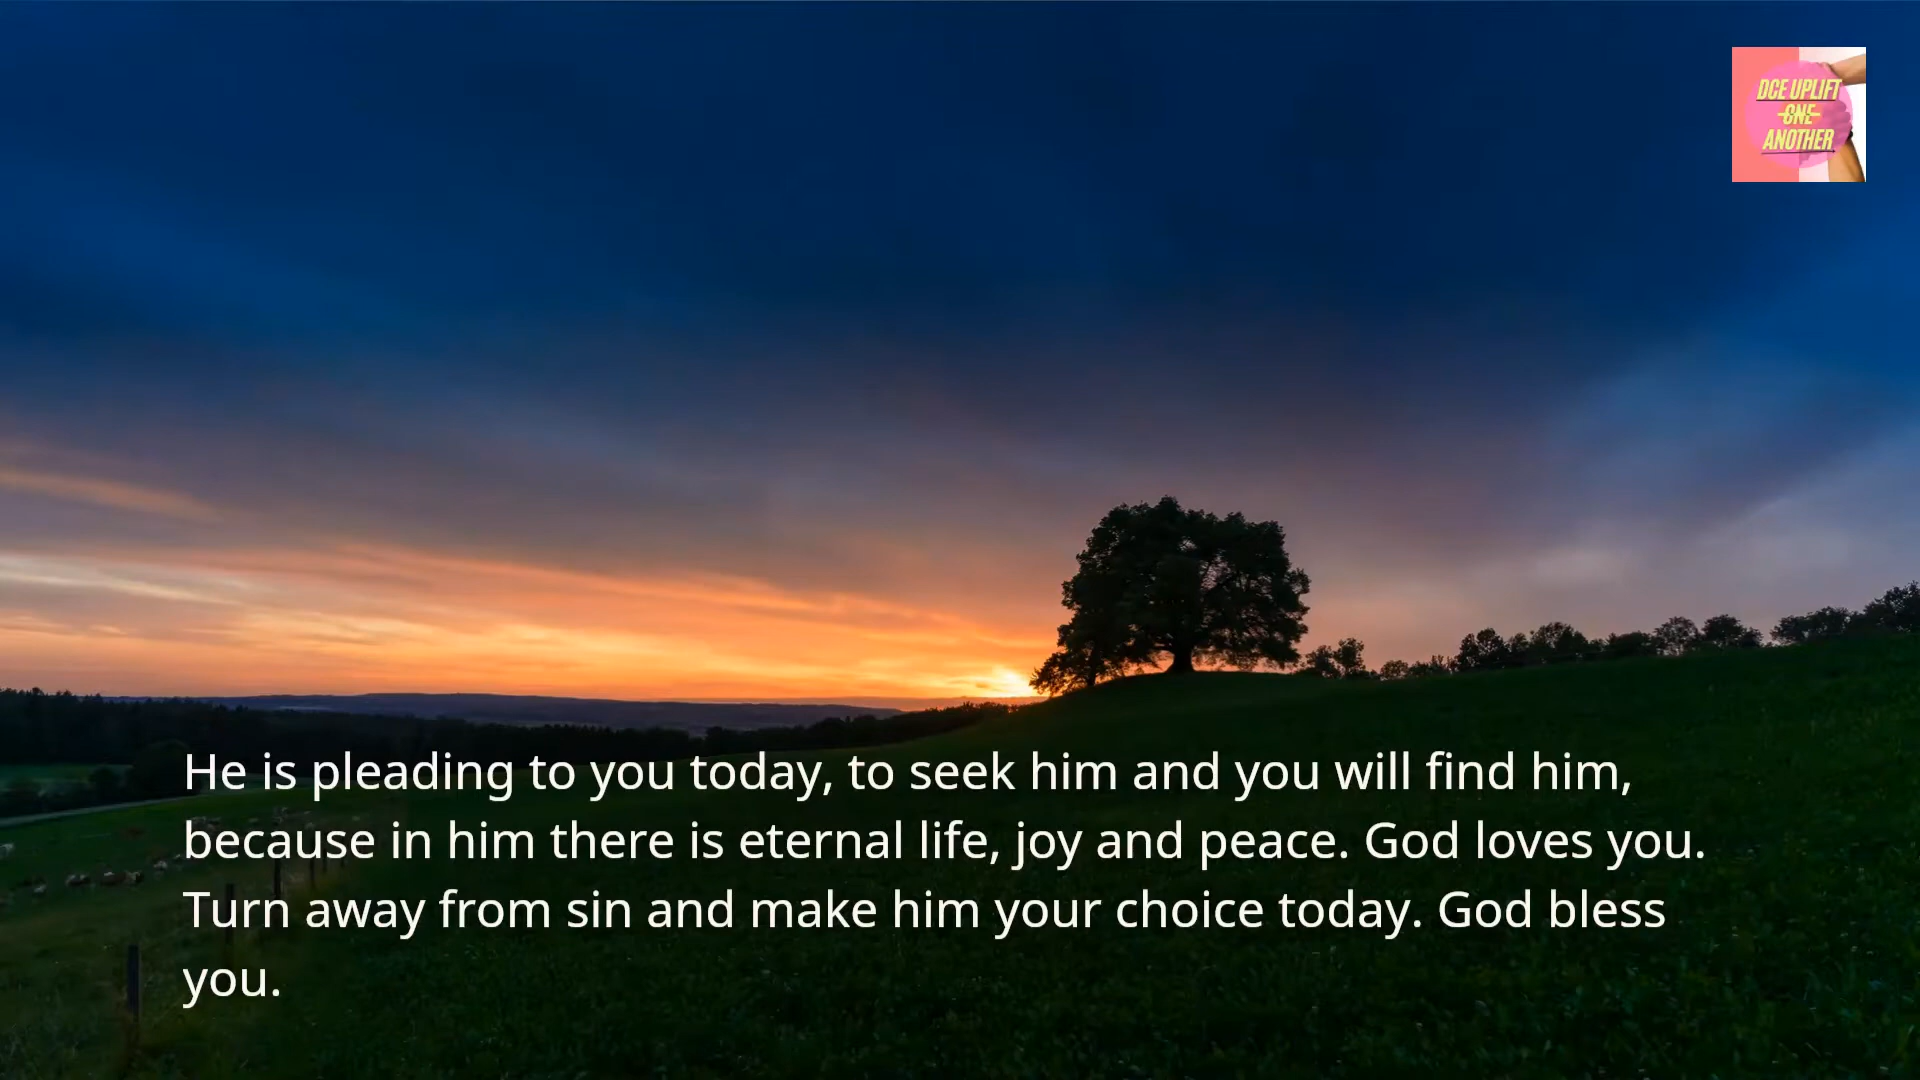 DCE UPLIFT
ONE
ANOTHER
He is pleading to you today, to seek him and you will find him,
because in him there is eternal life, joy and peace. God loves you.
Turn away from sin and make him your choice today. God bless
you.